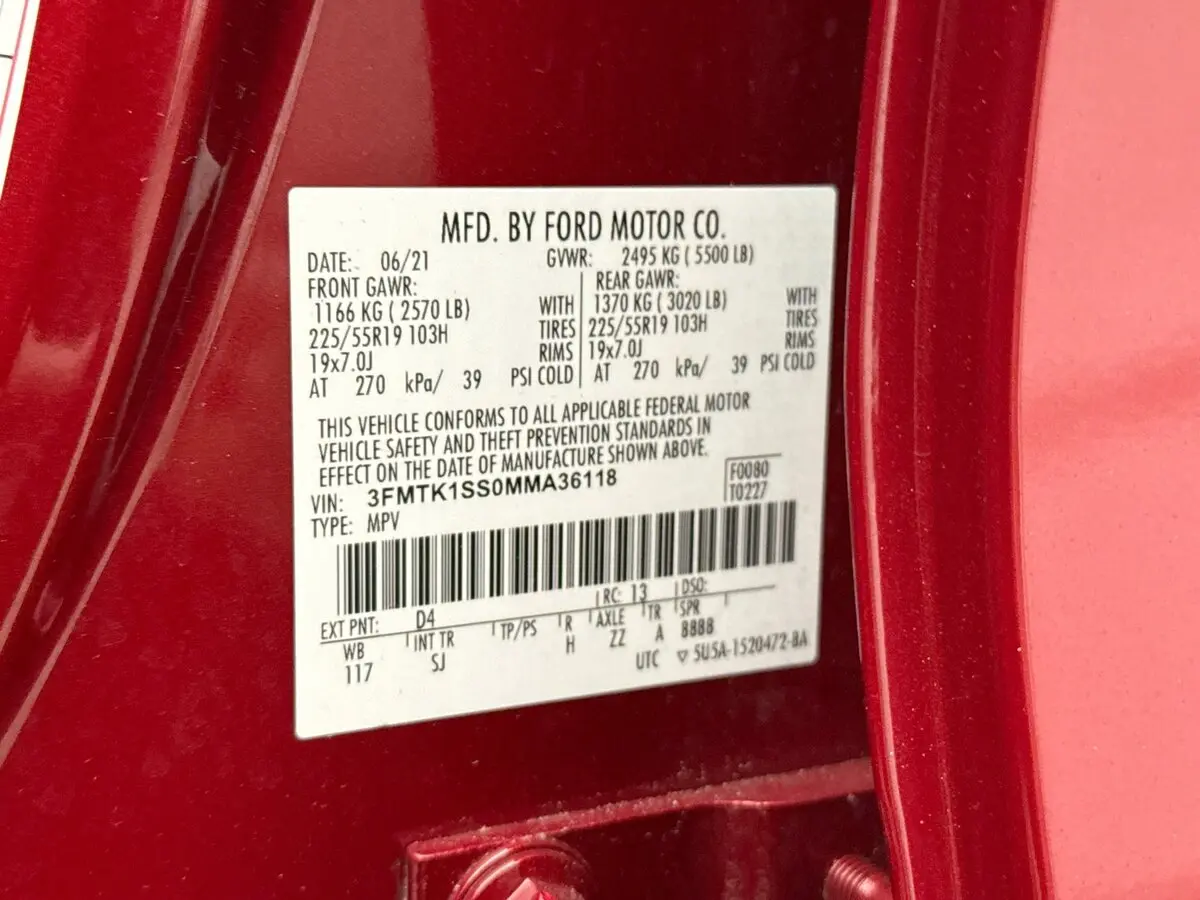 MFD. BY FORD MOTOR CO.
DATE: 06/21 GVWR: 2495 KG ( 5500 LB)
FRONT GAWR: REAR GAWR:
1166 KG ( 2570 LB) WITH 1370 KG ( 3020 LB) WITH
225/55R19 103H TIRES 225/55R19 103H TIRES
19x7.0J RIMS 19x7.0J RIMS
AT 270 kPa/ 39 PSI COLD AT 270 kPa/ 39 PSI COLD
THIS VEHICLE CONFORMS TO ALL APPLICABLE FEDERAL MOTOR
VEHICLE SAFETY AND THEFT PREVENTION STANDARDS IN
EFFECT ON THE DATE OF MANUFACTURE SHOWN ABOVE.
VIN: 3FMTK1SS0MMA36118 F0080
TYPE: MPV T0227
EXT PNT: D4 RC: 13 DSO:
WB INT TR TP/PS R AXLE TR SPR
117 SJ H ZZ A 8888
UTC ▽ 5U5A-1520472-BA